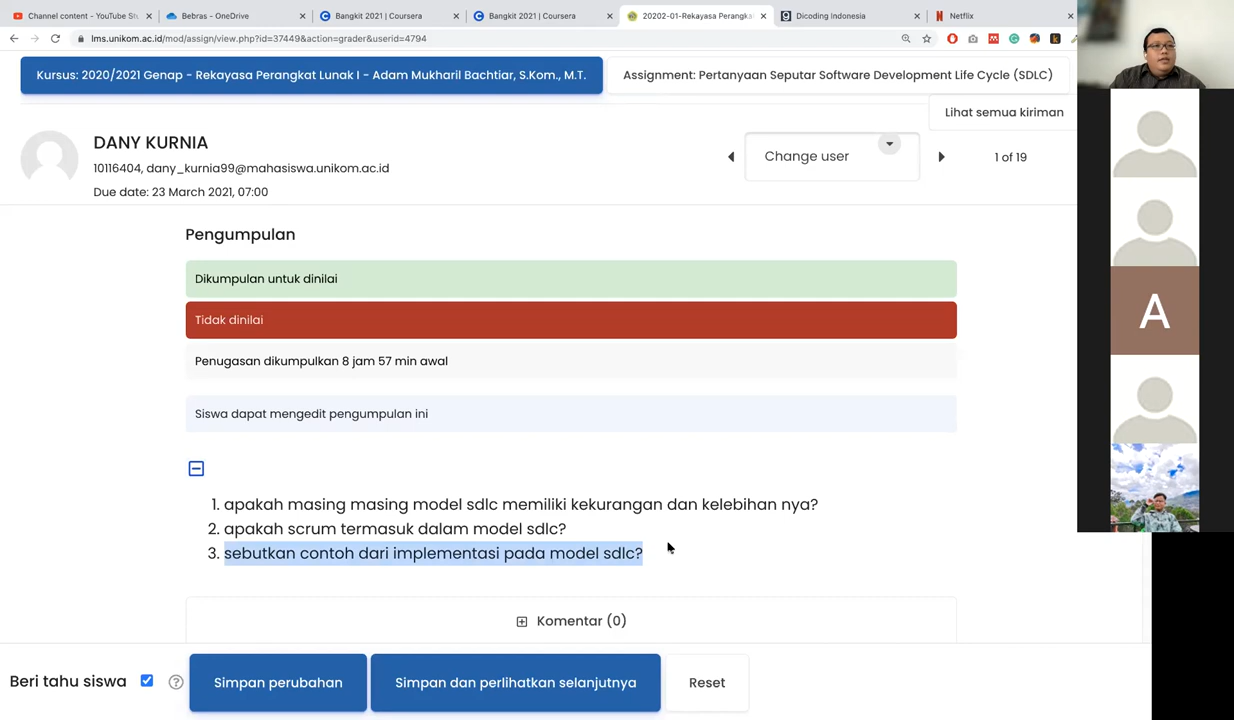 Channel content - YouTube St
Bebras - OneDrive
Bangkit 2021 | Coursera
Bangkit 2021 | Coursera
20202-01-Rekayasa Perangka
Dicoding Indonesia
Netflix
lms.unikom.ac.id/mod/assign/view.php?id=37449&action=grader&userid=4794
Kursus: 2020/2021 Genap - Rekayasa Perangkat Lunak I - Adam Mukharil Bachtiar, S.Kom., M.T.
Assignment: Pertanyaan Seputar Software Development Life Cycle (SDLC)
Lihat semua kiriman
DANY KURNIA
10116404, dany_kurnia99@mahasiswa.unikom.ac.id
Due date: 23 March 2021, 07:00
Change user
1 of 19
Pengumpulan
Dikumpulan untuk dinilai
Tidak dinilai
Penugasan dikumpulkan 8 jam 57 min awal
Siswa dapat mengedit pengumpulan ini
1. apakah masing masing model sdlc memiliki kekurangan dan kelebihan nya?
2. apakah scrum termasuk dalam model sdlc?
3. sebutkan contoh dari implementasi pada model sdlc?
Komentar (0)
Beri tahu siswa
Simpan perubahan
Simpan dan perlihatkan selanjutnya
Reset
A